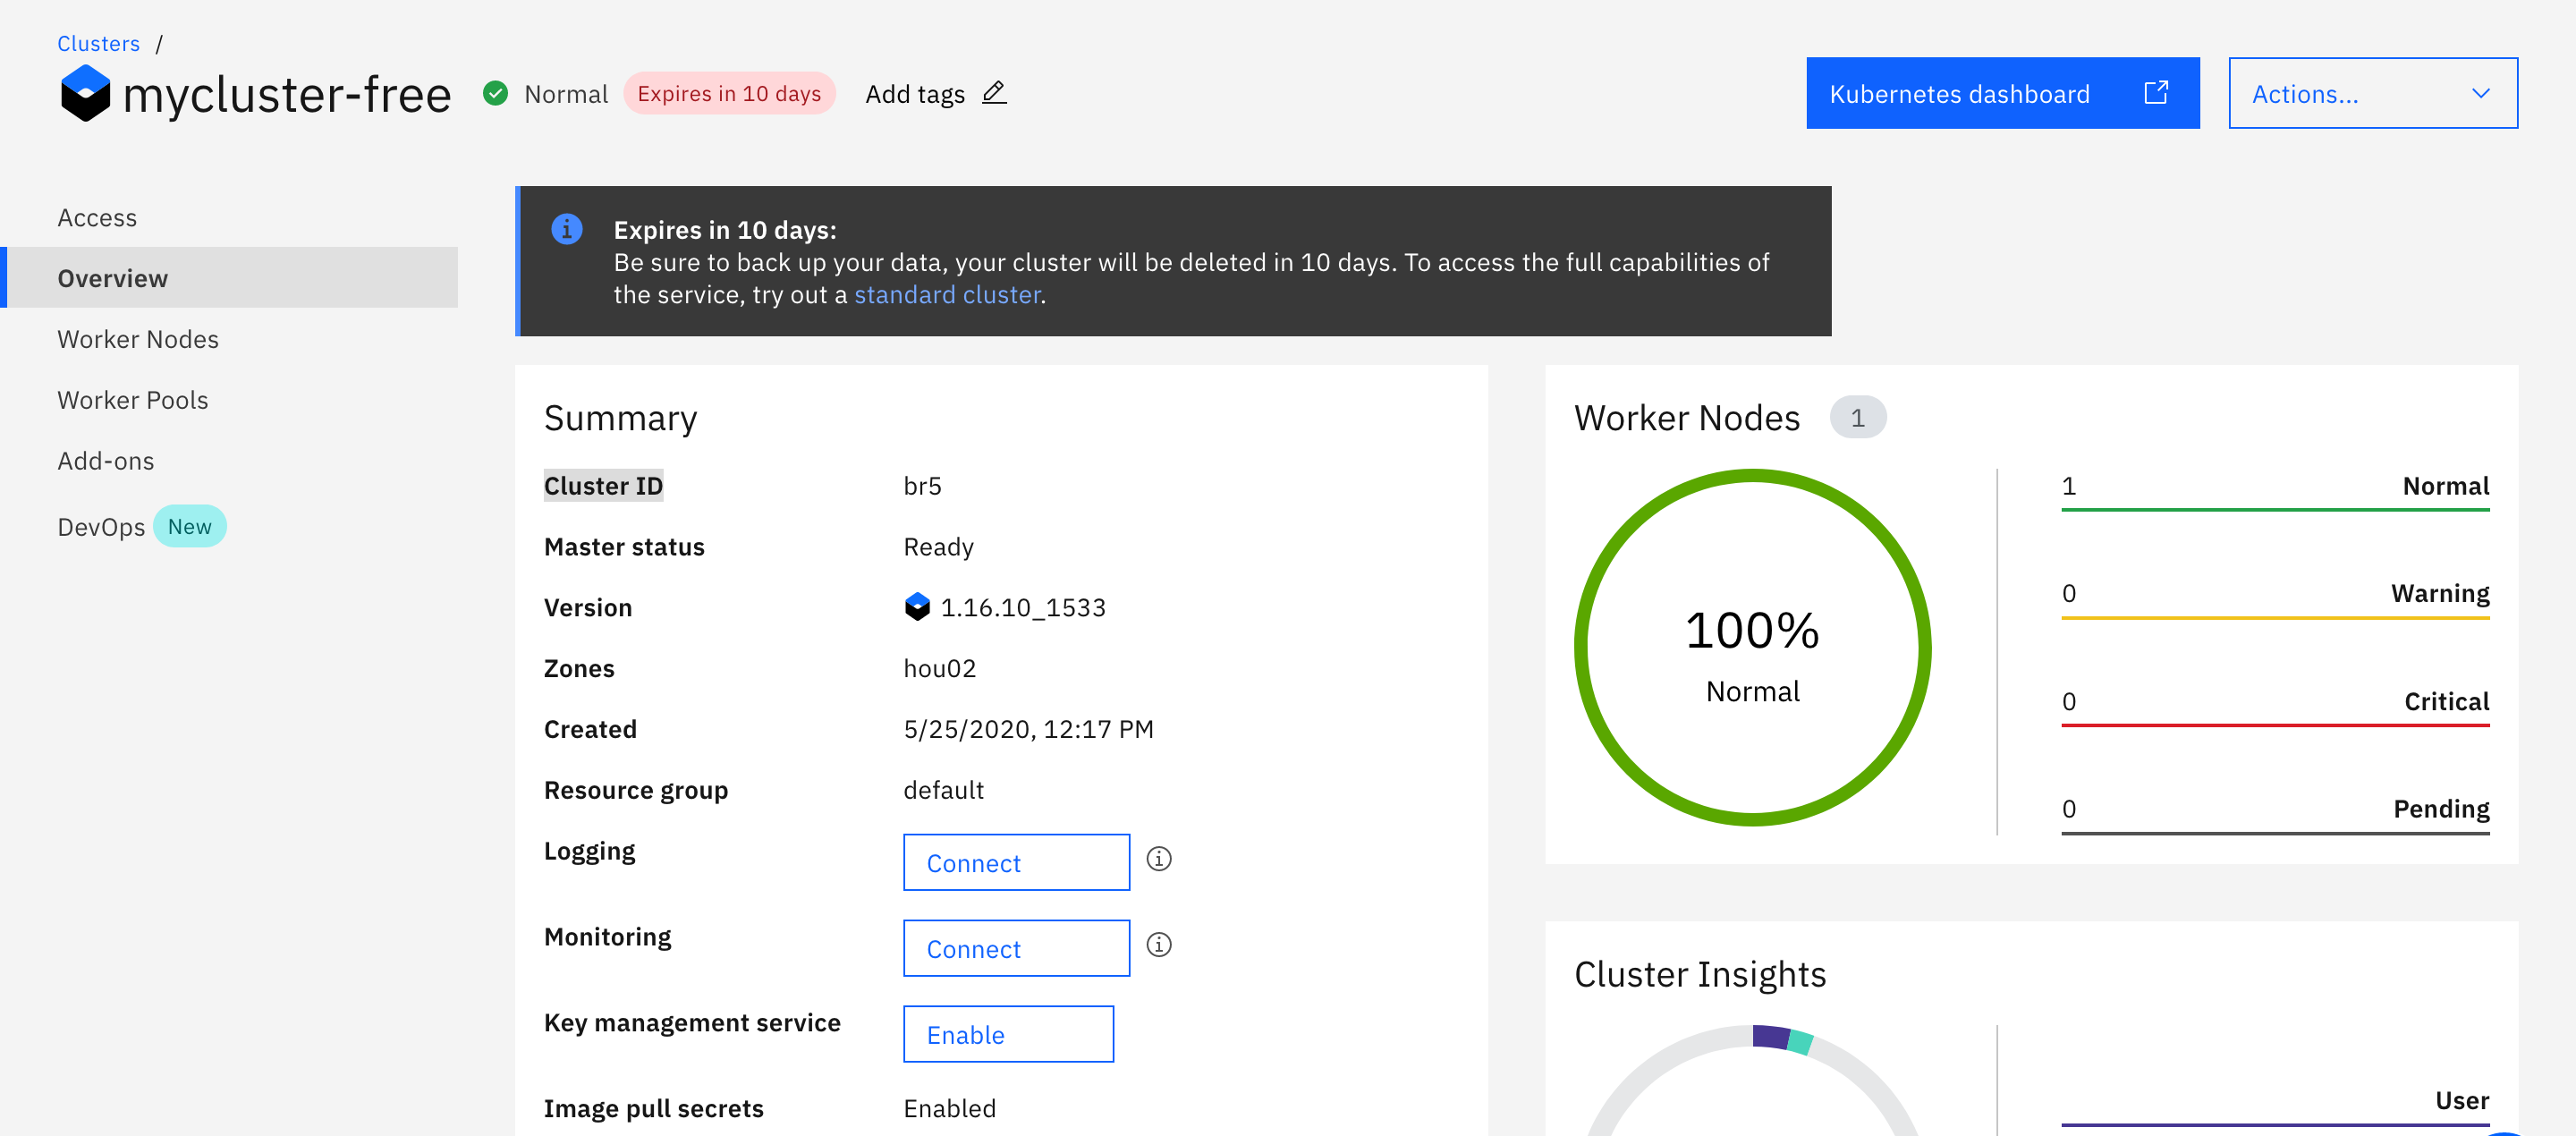 Clusters /
mycluster-free Normal Expires in 10 days Add tags
Kubernetes dashboard
Actions...
Access
Overview
Worker Nodes
Worker Pools
Add-ons
DevOps New
Expires in 10 days:
Be sure to back up your data, your cluster will be deleted in 10 days. To access the full capabilities of
the service, try out a standard cluster.
Summary
Cluster ID br5
Master status Ready
Version 1.16.10_1533
Zones hou02
Created 5/25/2020, 12:17 PM
Resource group default
Logging Connect
Monitoring Connect
Key management service Enable
Image pull secrets Enabled
Worker Nodes 1
100%
Normal
1 Normal
0 Warning
0 Critical
0 Pending
Cluster Insights
User